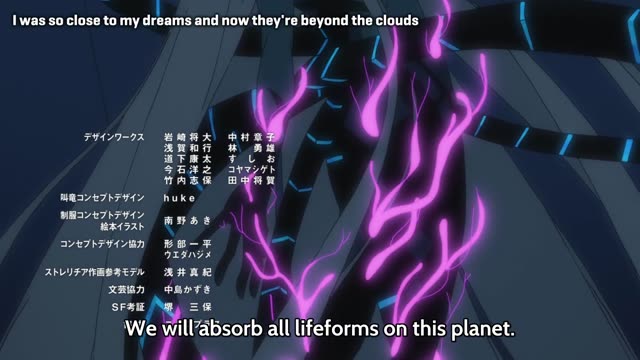 I was so close to my dreams and now they're beyond the clouds
デザインワークス 岩崎将大 中村章子
浅賀和行 林 勇雄
道下康太 すしお
今石洋之 コヤマシゲト
竹内志保 田中将賀
叫竜コンセプトデザイン huke
制服コンセプトデザイン
絵本イラスト 南野あき
コンセプトデザイン協力 形部一平
ウエダハジメ
ストレリチア作画参考モデル 浅井真紀
文芸協力 中島かずき
SF考証 堺 三保
We will absorb all lifeforms on this planet.